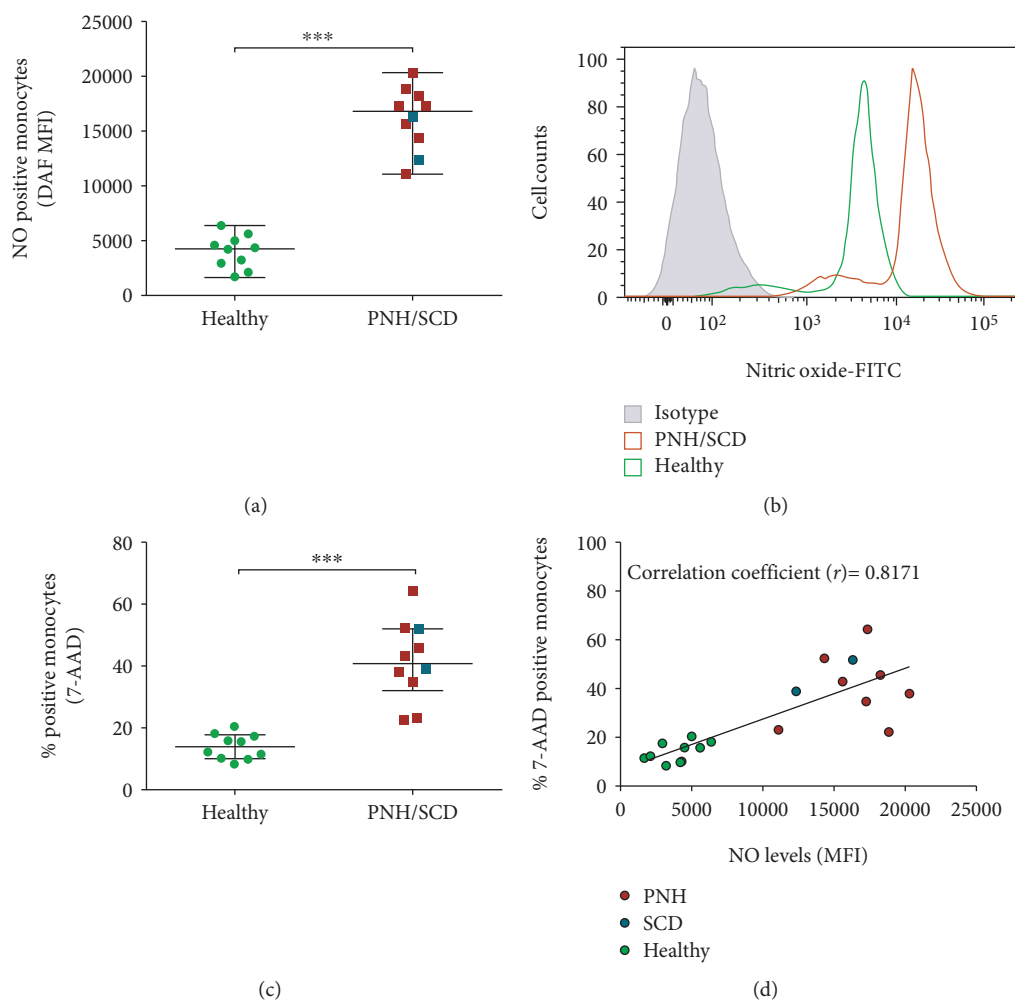 25000
20000
15000
10000
5000
0
NO positive monocytes
(DAF MFI)
***
Healthy
PNH/SCD
(a)
100
80
60
40
20
0
Cell counts
0
10²
10³
10⁴
10⁵
Nitric oxide-FITC
Isotype
PNH/SCD
Healthy
(b)
80
60
40
20
0
% positive monocytes
(7-AAD)
***
Healthy
PNH/SCD
(c)
100
80
60
40
20
0
% 7-AAD positive monocytes
Correlation coefficient (r)= 0.8171
0
5000
10000
15000
20000
25000
NO levels (MFI)
PNH
SCD
Healthy
(d)